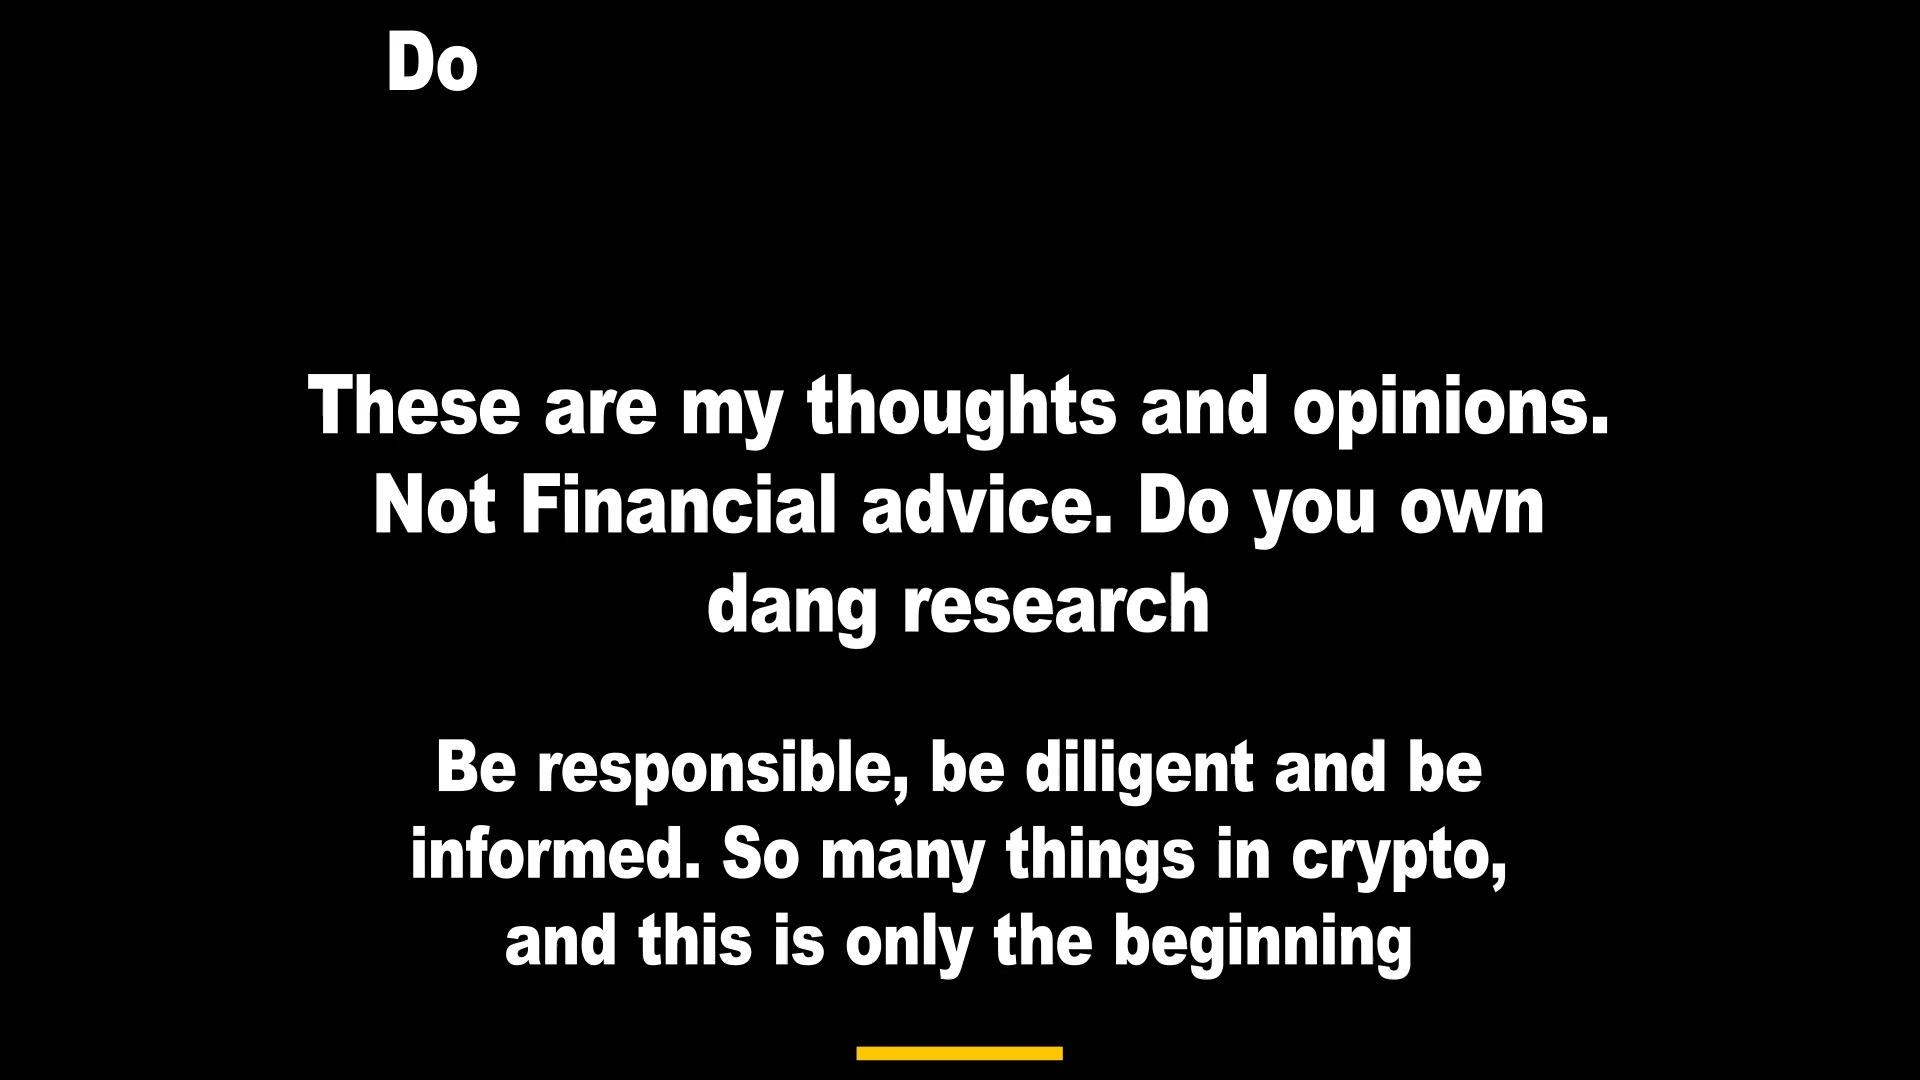 Do
These are my thoughts and opinions.
Not Financial advice. Do you own
dang research
Be responsible, be diligent and be
informed. So many things in crypto,
and this is only the beginning